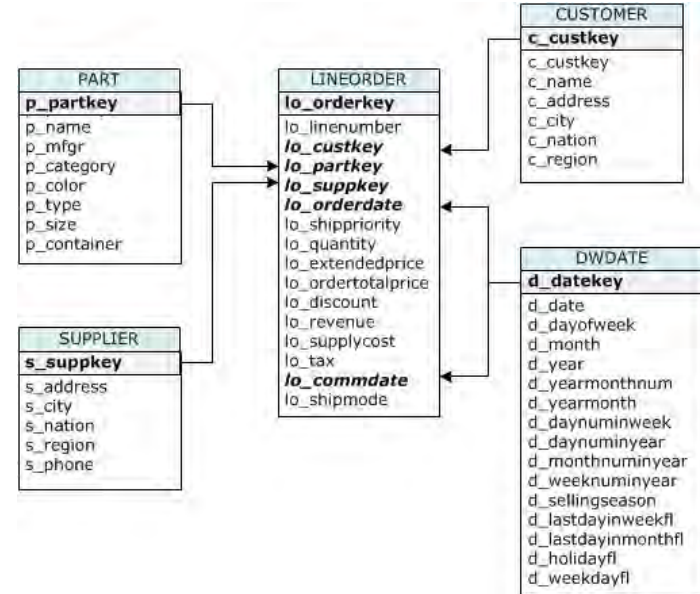 PART
p_partkey
p_name
p_mfgr
p_category
p_color
p_type
p_size
p_container
SUPPLIER
s_suppkey
s_address
s_city
s_nation
s_region
s_phone
LINEORDER
lo_orderkey
lo_linenumber
lo_custkey
lo_partkey
lo_suppkey
lo_orderdate
lo_shippriority
lo_quantity
lo_extendedprice
lo_ordertotalprice
lo_discount
lo_revenue
lo_supplycost
lo_tax
lo_commdate
lo_shipmode
CUSTOMER
c_custkey
c_custkey
c_name
c_address
c_city
c_nation
c_region
DWDATE
d_datekey
d_date
d_dayofweek
d_month
d_year
d_yearmonthnum
d_yearmonth
d_daynuminweek
d_daynuminyear
d_monthnuminyear
d_weeknuminyear
d_sellingseason
d_lastdayinweekfl
d_lastdayinmonthfl
d_holidayfl
d_weekdayfl